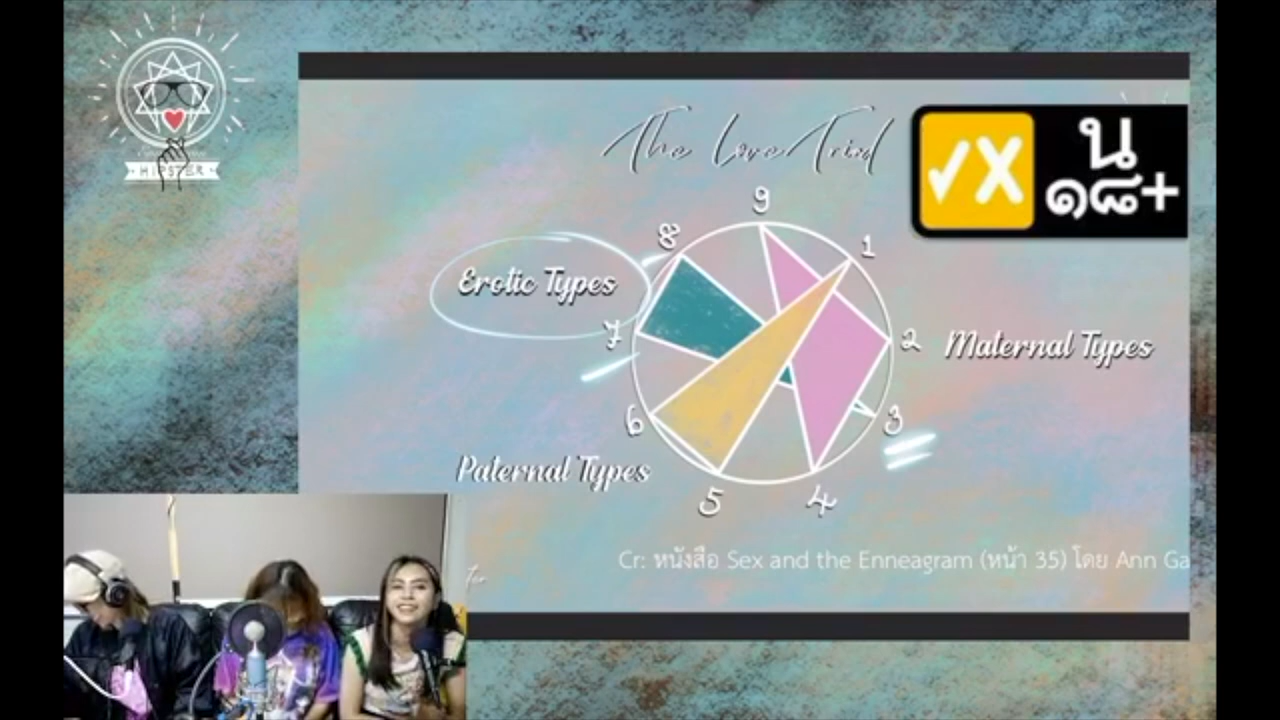 HIPSTER
The Love Triad
น
๑๘+
9
8
1
Erotic Types
7
2
Maternal Types
6
3
Paternal Types
5
4
Cr: หนังสือ Sex and the Enneagram (หน้า 35) โดย Ann Ga